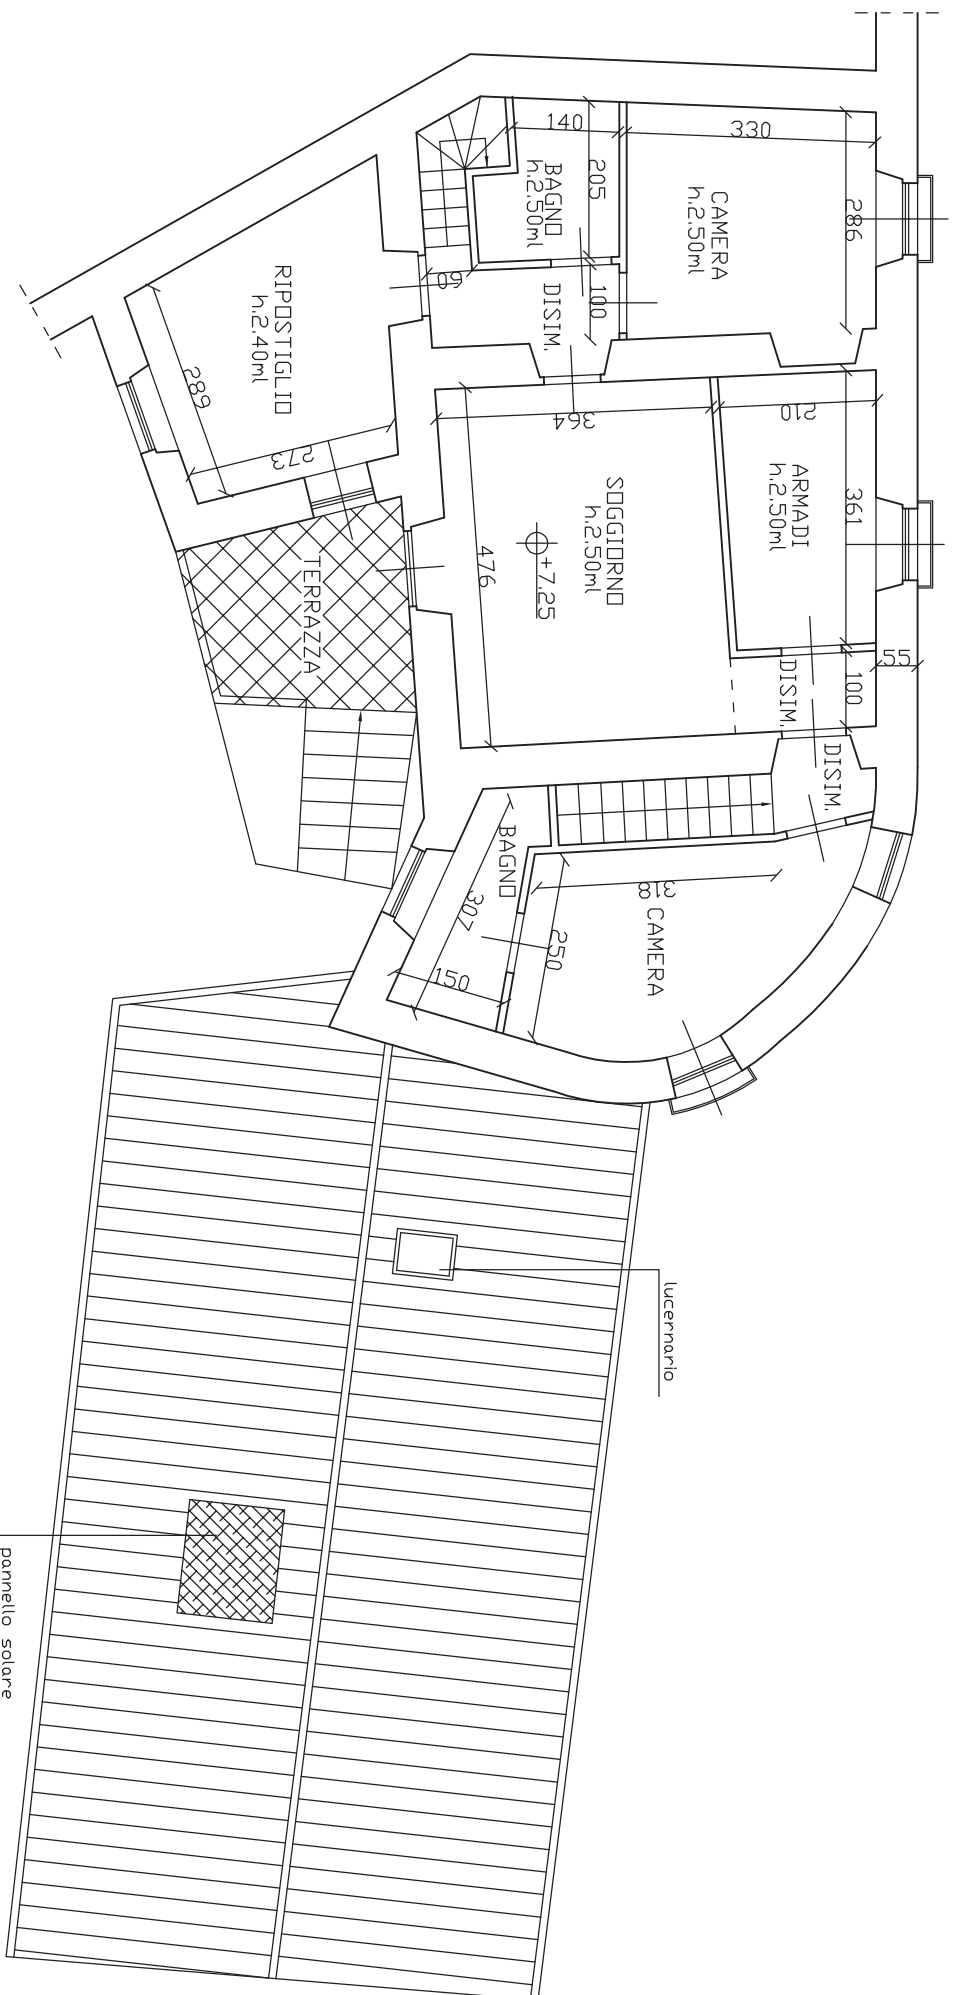 330
140
286
CAMERA
h.2.50ml
205
BAGNO
h.2.50ml
100
DISIM.
60
RIPOSTIGLIO
h.2.40ml
289
273
364
210
361
ARMADI
h.2.50ml
SOGGIORNO
h.2.50ml
+7.25
476
TERRAZZA
55
100
DISIM.
DISIM.
BAGNO
307
150
318
CAMERA
250
lucernario
pannello solare